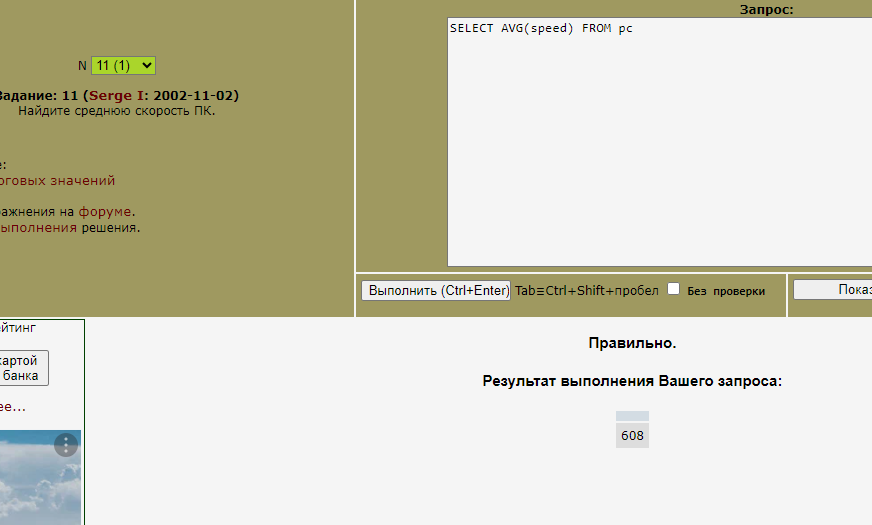 Запрос:
SELECT AVG(speed) FROM pc
N 11 (1)
Задание: 11 (Serge I: 2002-11-02)
Найдите среднюю скорость ПК.
е:
оговых значений
ажнения на форуме.
ыполнения решения.
Выполнить (Ctrl+Enter) Tab≡Ctrl+Shift+пробел Без проверки Показ
йтинг
картой
банка
ее...
Правильно.
Результат выполнения Вашего запроса:
608